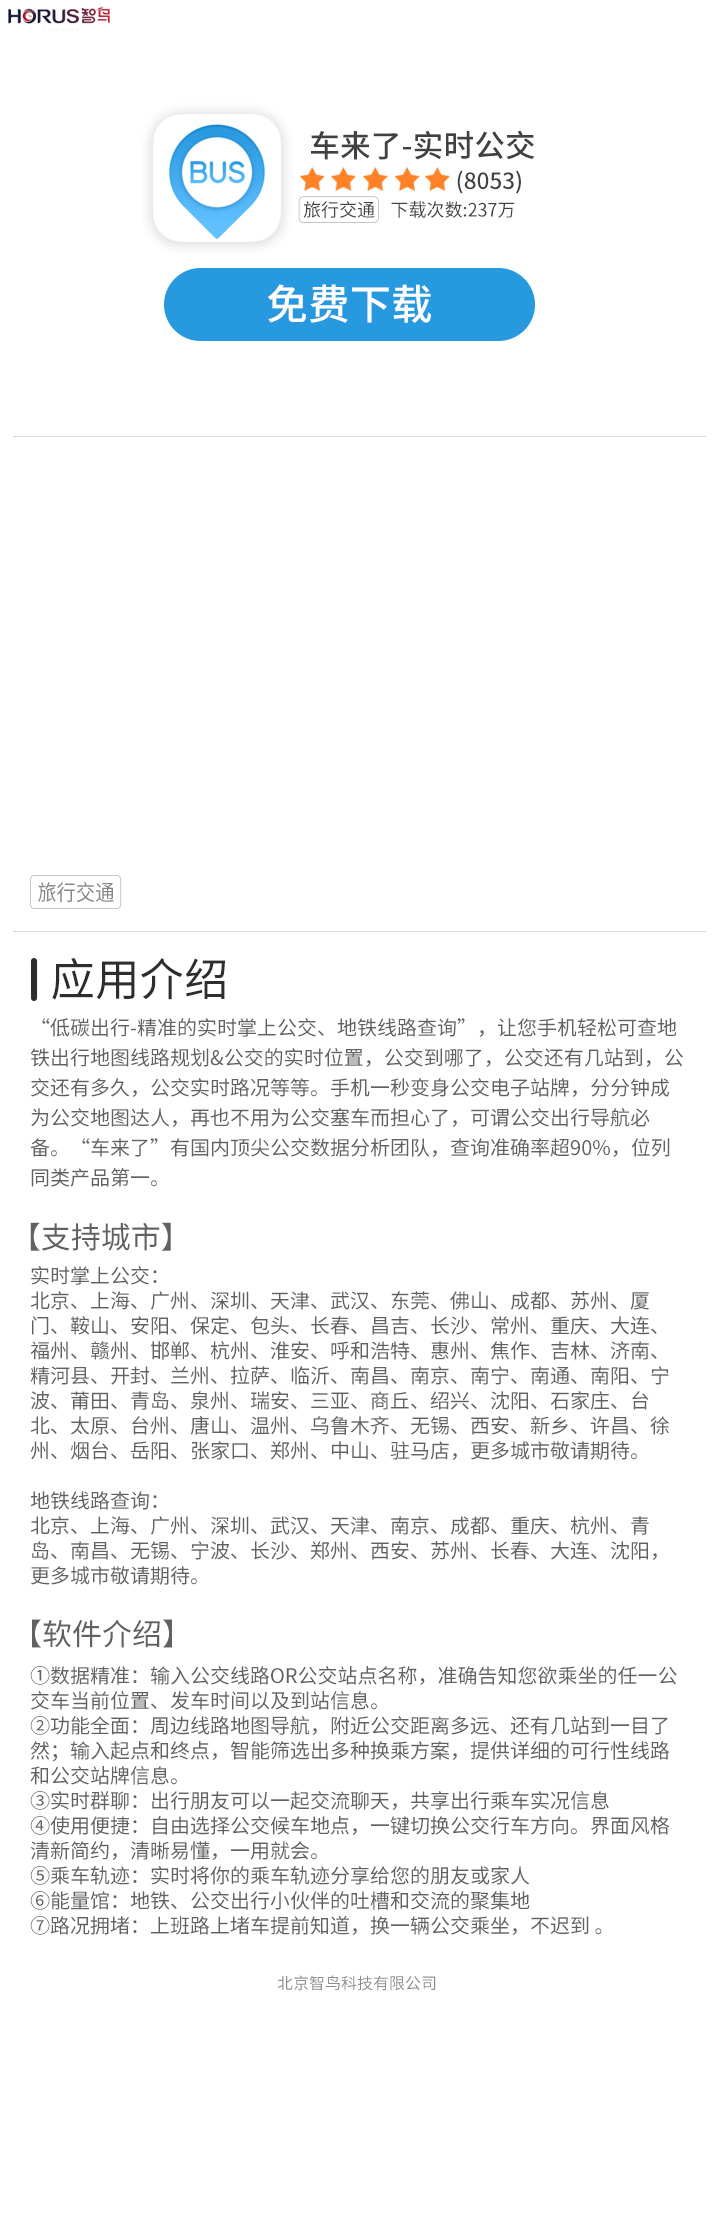 HORUS智鸟
BUS
车来了-实时公交
(8053)
旅行交通 下载次数:237万
免费下载
旅行交通
应用介绍
“低碳出行-精准的实时掌上公交、地铁线路查询”，让您手机轻松可查地
铁出行地图线路规划&公交的实时位置，公交到哪了，公交还有几站到，公
交还有多久，公交实时路况等等。手机一秒变身公交电子站牌，分分钟成
为公交地图达人，再也不用为公交塞车而担心了，可谓公交出行导航必
备。“车来了”有国内顶尖公交数据分析团队，查询准确率超90%，位列
同类产品第一。
【支持城市】
实时掌上公交：
北京、上海、广州、深圳、天津、武汉、东莞、佛山、成都、苏州、厦
门、鞍山、安阳、保定、包头、长春、昌吉、长沙、常州、重庆、大连、
福州、赣州、邯郸、杭州、淮安、呼和浩特、惠州、焦作、吉林、济南、
精河县、开封、兰州、拉萨、临沂、南昌、南京、南宁、南通、南阳、宁
波、莆田、青岛、泉州、瑞安、三亚、商丘、绍兴、沈阳、石家庄、台
北、太原、台州、唐山、温州、乌鲁木齐、无锡、西安、新乡、许昌、徐
州、烟台、岳阳、张家口、郑州、中山、驻马店，更多城市敬请期待。
地铁线路查询：
北京、上海、广州、深圳、武汉、天津、南京、成都、重庆、杭州、青
岛、南昌、无锡、宁波、长沙、郑州、西安、苏州、长春、大连、沈阳，
更多城市敬请期待。
【软件介绍】
①数据精准：输入公交线路OR公交站点名称，准确告知您欲乘坐的任一公
交车当前位置、发车时间以及到站信息。
②功能全面：周边线路地图导航，附近公交距离多远、还有几站到一目了
然；输入起点和终点，智能筛选出多种换乘方案，提供详细的可行性线路
和公交站牌信息。
③实时群聊：出行朋友可以一起交流聊天，共享出行乘车实况信息
④使用便捷：自由选择公交候车地点，一键切换公交行车方向。界面风格
清新简约，清晰易懂，一用就会。
⑤乘车轨迹：实时将你的乘车轨迹分享给您的朋友或家人
⑥能量馆：地铁、公交出行小伙伴的吐槽和交流的聚集地
⑦路况拥堵：上班路上堵车提前知道，换一辆公交乘坐，不迟到 。
北京智鸟科技有限公司